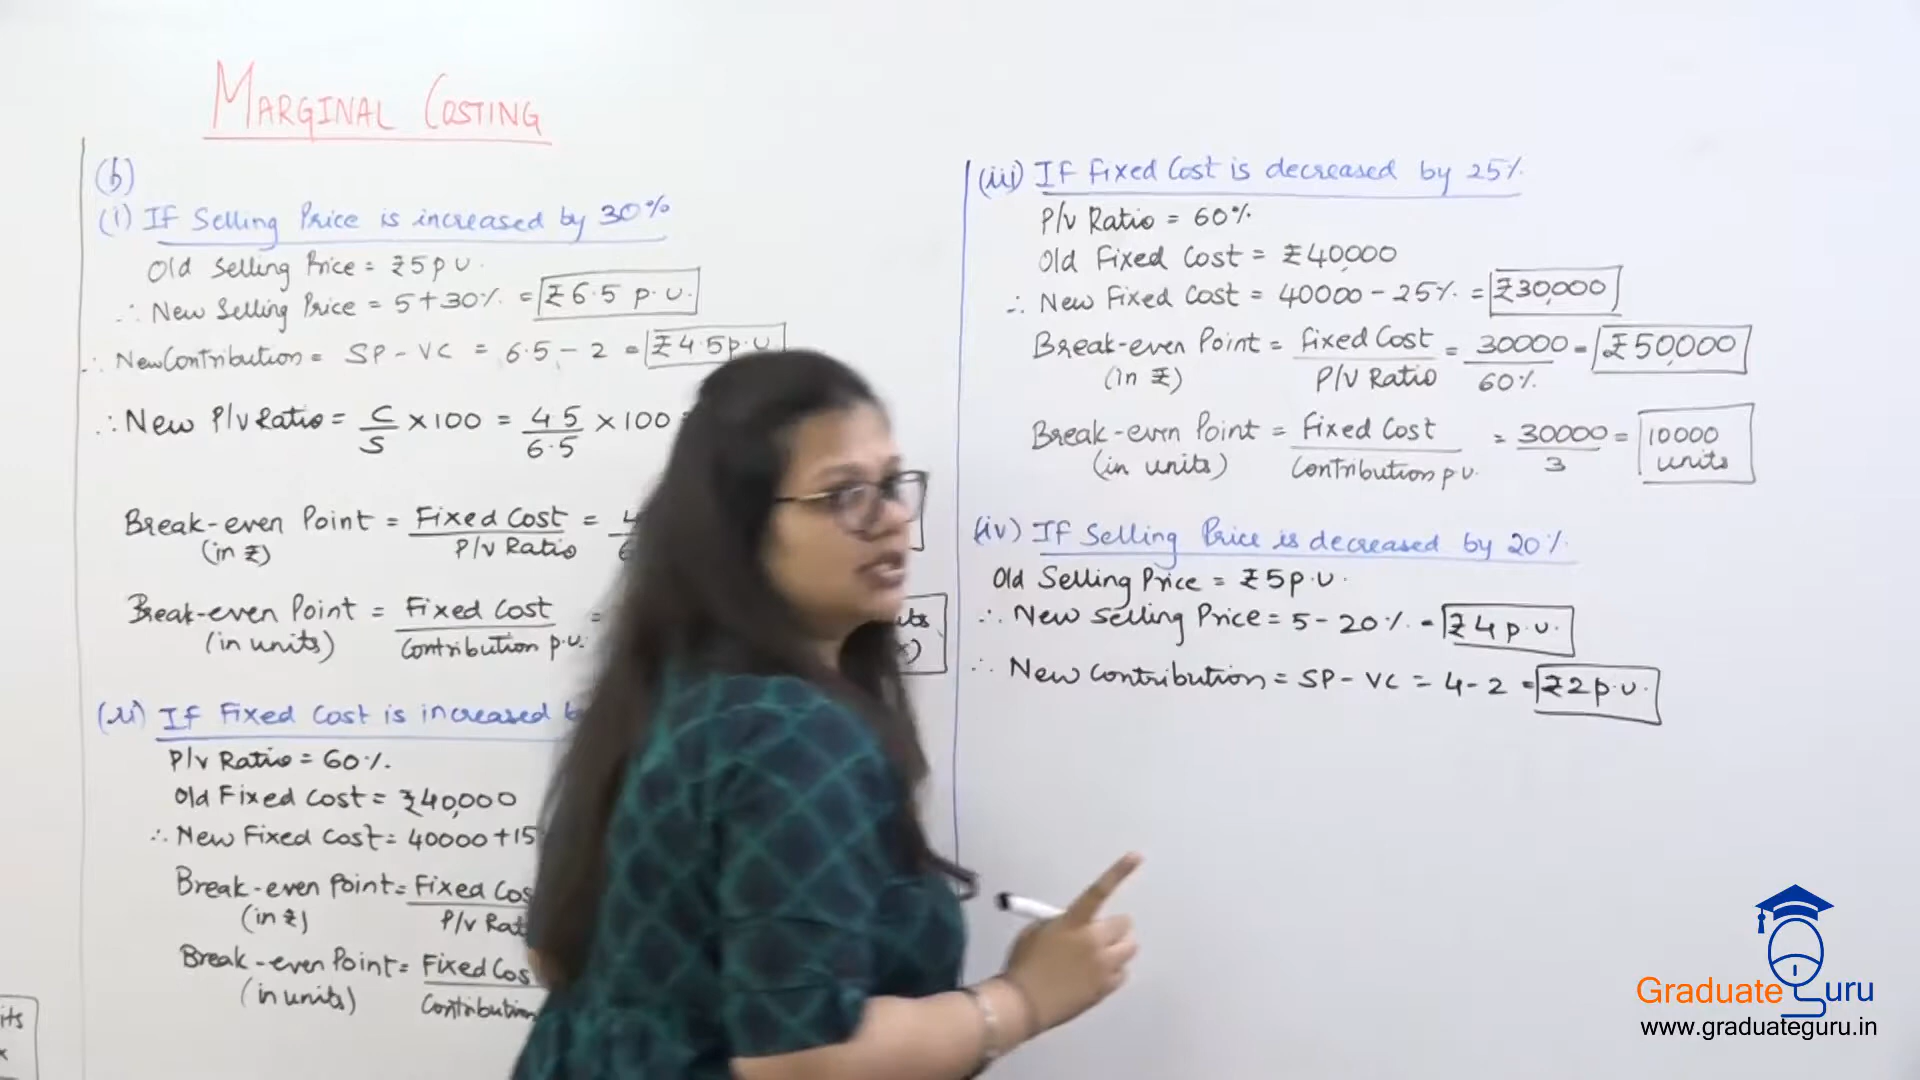 MARGINAL COSTING
(b)
(i) If Selling Price is increased by 30%
Old Selling Price = ₹5 p.u.
∴ New Selling Price = 5 + 30% = ₹6.5 p.u.
∴ New Contribution = SP - VC = 6.5 - 2 = ₹4.5 p.u.
∴ New P/V Ratio = C/S × 100 = 4.5/6.5 × 100
Break-even Point (in ₹) = Fixed Cost / P/V Ratio =
Break-even Point (in units) = Fixed Cost / Contribution p.u. =
(ii) If Fixed Cost is increased
P/V Ratio = 60%.
Old Fixed Cost = ₹40,000
∴ New Fixed Cost = 40000 + 15
Break-even Point (in ₹) = Fixed / P/V
Break-even Point (in units) = Fixed
(iii) If Fixed Cost is decreased by 25%
P/V Ratio = 60%
Old Fixed Cost = ₹40,000
∴ New Fixed Cost = 40000 - 25% = ₹30,000
Break-even Point (in ₹) = Fixed Cost / P/V Ratio = 30000 / 60% = ₹50,000
Break-even Point (in units) = Fixed Cost / Contribution p.u. = 30000 / 3 = 10000 units
(iv) If Selling Price is decreased by 20%
Old Selling Price = ₹5 p.u.
∴ New Selling Price = 5 - 20% = ₹4 p.u.
∴ New Contribution = SP - VC = 4 - 2 = ₹2 p.u.
Graduate Guru
www.graduateguru.in